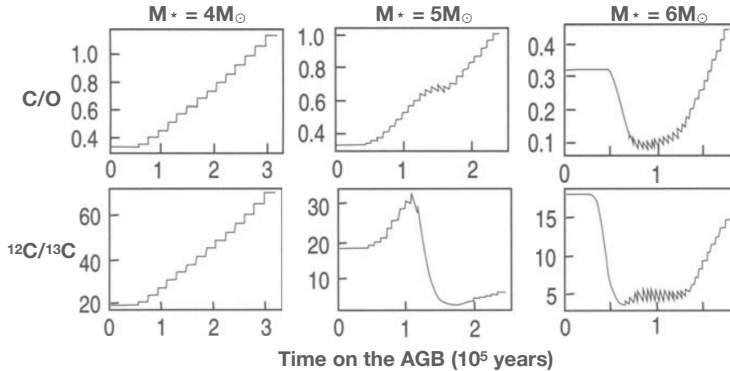 M⋆ = 4M☉ M⋆ = 5M☉ M⋆ = 6M☉
C/O
1.0 0.8 0.6 0.4
0 1 2 3
1.0 0.8 0.6 0.4
0 1 2
0.4 0.3 0.2 0.1
0 1
¹²C/¹³C
60 40 20
0 1 2 3
30 20 10
0 1 2
15 10 5
0 1
Time on the AGB (10⁵ years)